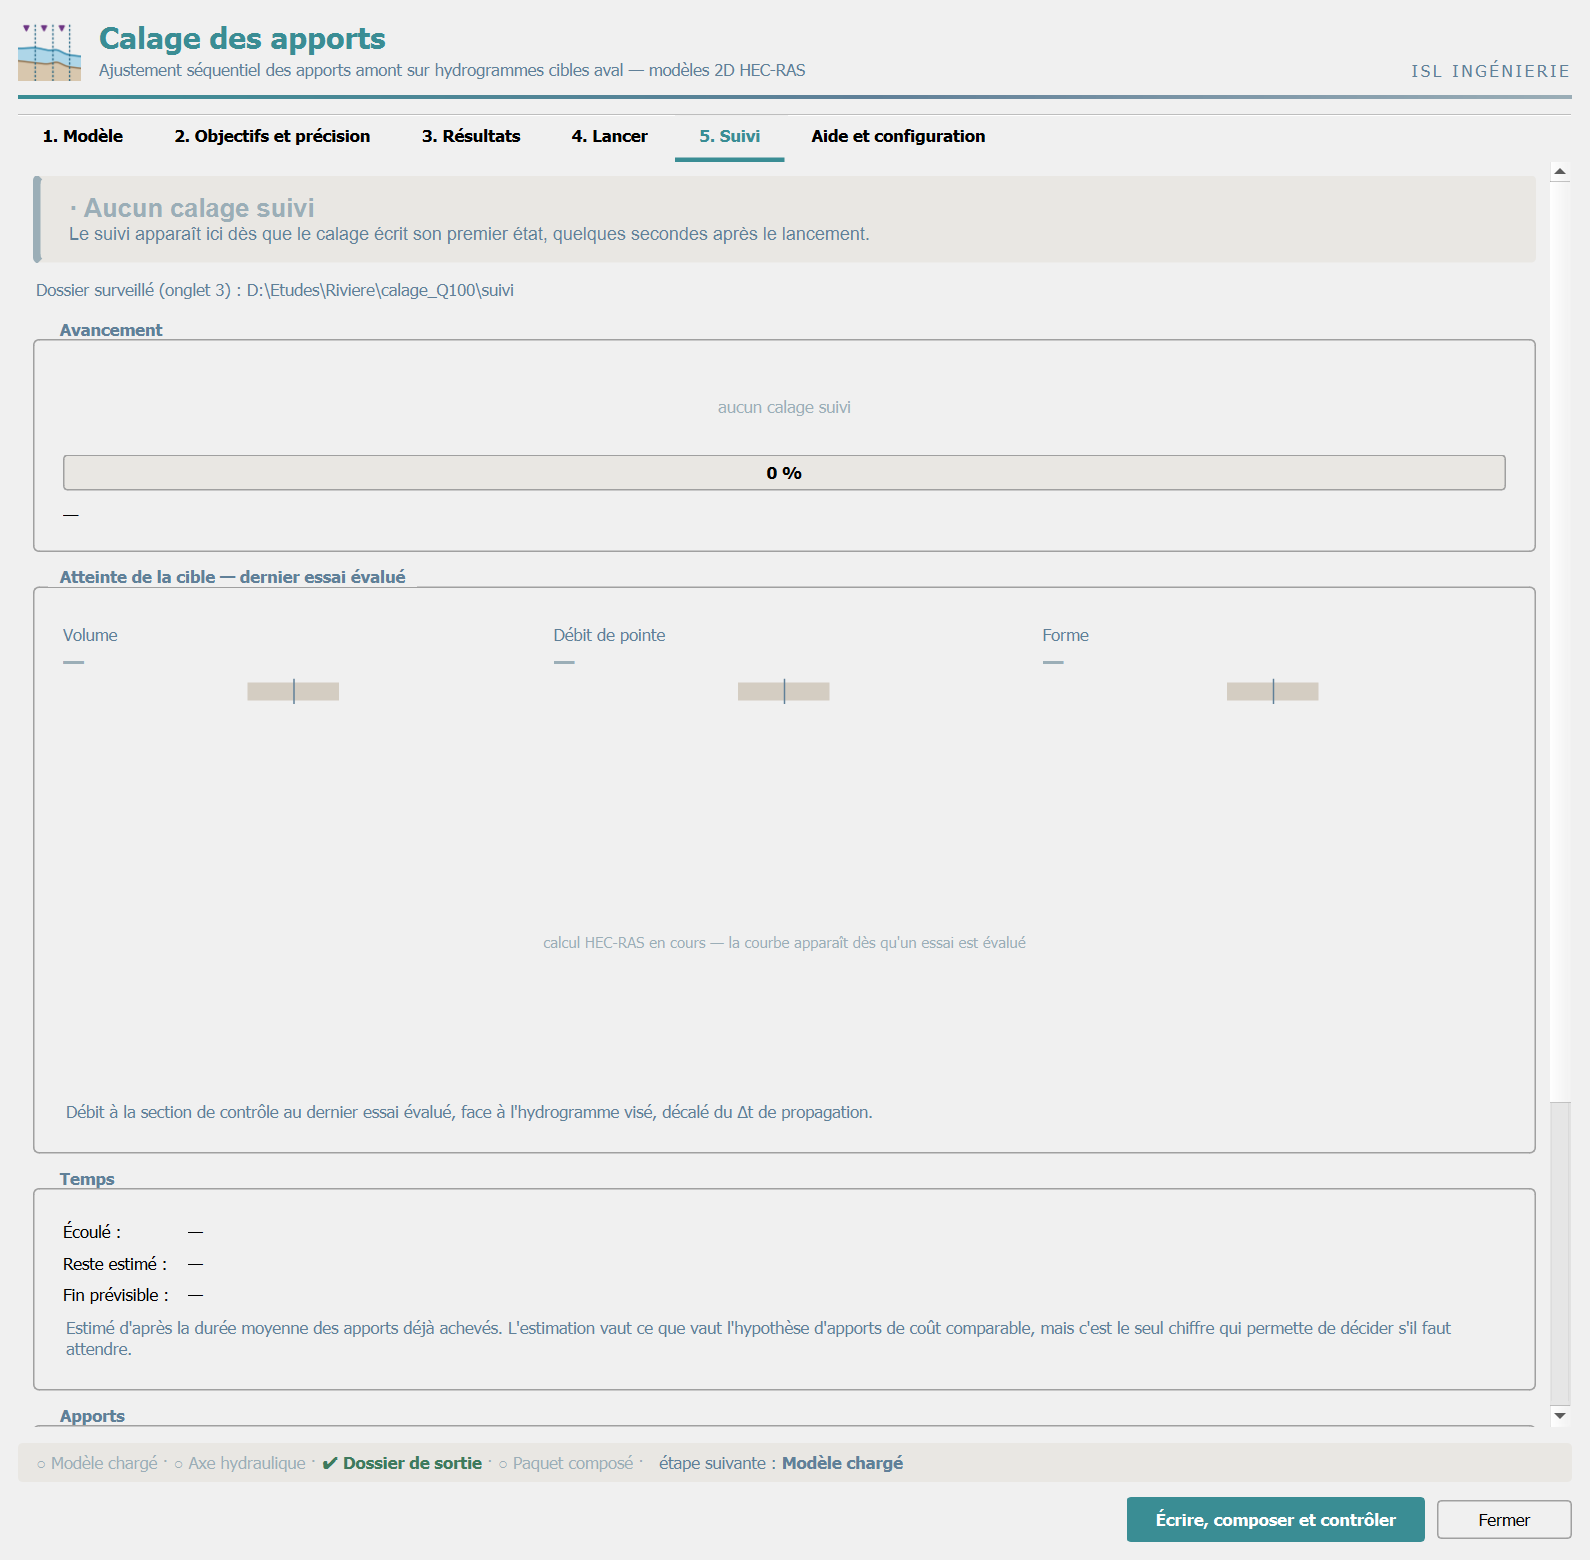 Calage des apports
Ajustement séquentiel des apports amont sur hydrogrammes cibles aval — modèles 2D HEC-RAS
ISL INGÉNIERIE
1. Modèle
2. Objectifs et précision
3. Résultats
4. Lancer
5. Suivi
Aide et configuration
· Aucun calage suivi
Le suivi apparaît ici dès que le calage écrit son premier état, quelques secondes après le lancement.
Dossier surveillé (onglet 3) : D:\Etudes\Riviere\calage_Q100\suivi
Avancement
aucun calage suivi
0 %
—
Atteinte de la cible — dernier essai évalué
Volume
—
Débit de pointe
—
Forme
—
calcul HEC-RAS en cours — la courbe apparaît dès qu'un essai est évalué
Débit à la section de contrôle au dernier essai évalué, face à l'hydrogramme visé, décalé du Δt de propagation.
Temps
Écoulé : —
Reste estimé : —
Fin prévisible : —
Estimé d'après la durée moyenne des apports déjà achevés. L'estimation vaut ce que vaut l'hypothèse d'apports de coût comparable, mais c'est le seul chiffre qui permette de décider s'il faut
attendre.
Apports
○ Modèle chargé · ○ Axe hydraulique · ✔ Dossier de sortie · ○ Paquet composé · étape suivante : Modèle chargé
Écrire, composer et contrôler
Fermer